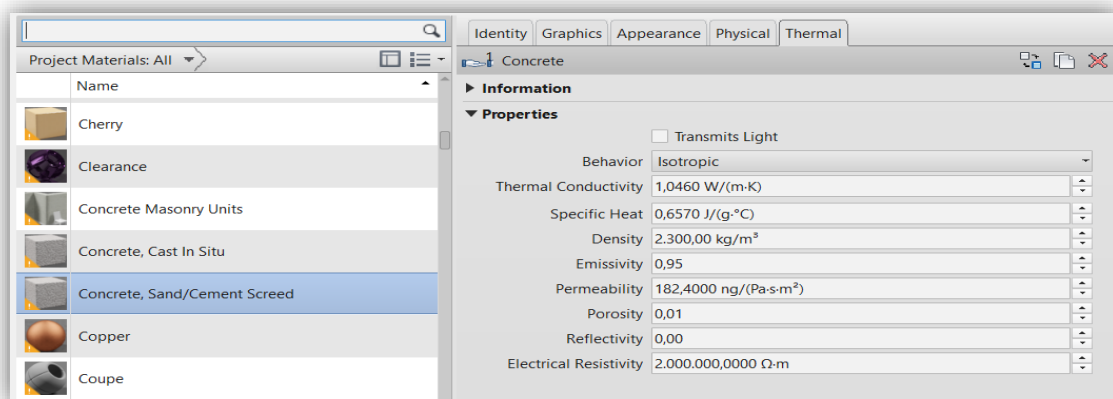 Project Materials: All
Name
Cherry
Clearance
Concrete Masonry Units
Concrete, Cast In Situ
Concrete, Sand/Cement Screed
Copper
Coupe
Identity Graphics Appearance Physical Thermal
1 Concrete
Information
Properties
Transmits Light
Behavior Isotropic
Thermal Conductivity 1,0460 W/(m·K)
Specific Heat 0,6570 J/(g·°C)
Density 2.300,00 kg/m³
Emissivity 0,95
Permeability 182,4000 ng/(Pa·s·m²)
Porosity 0,01
Reflectivity 0,00
Electrical Resistivity 2.000.000,0000 Ω·m